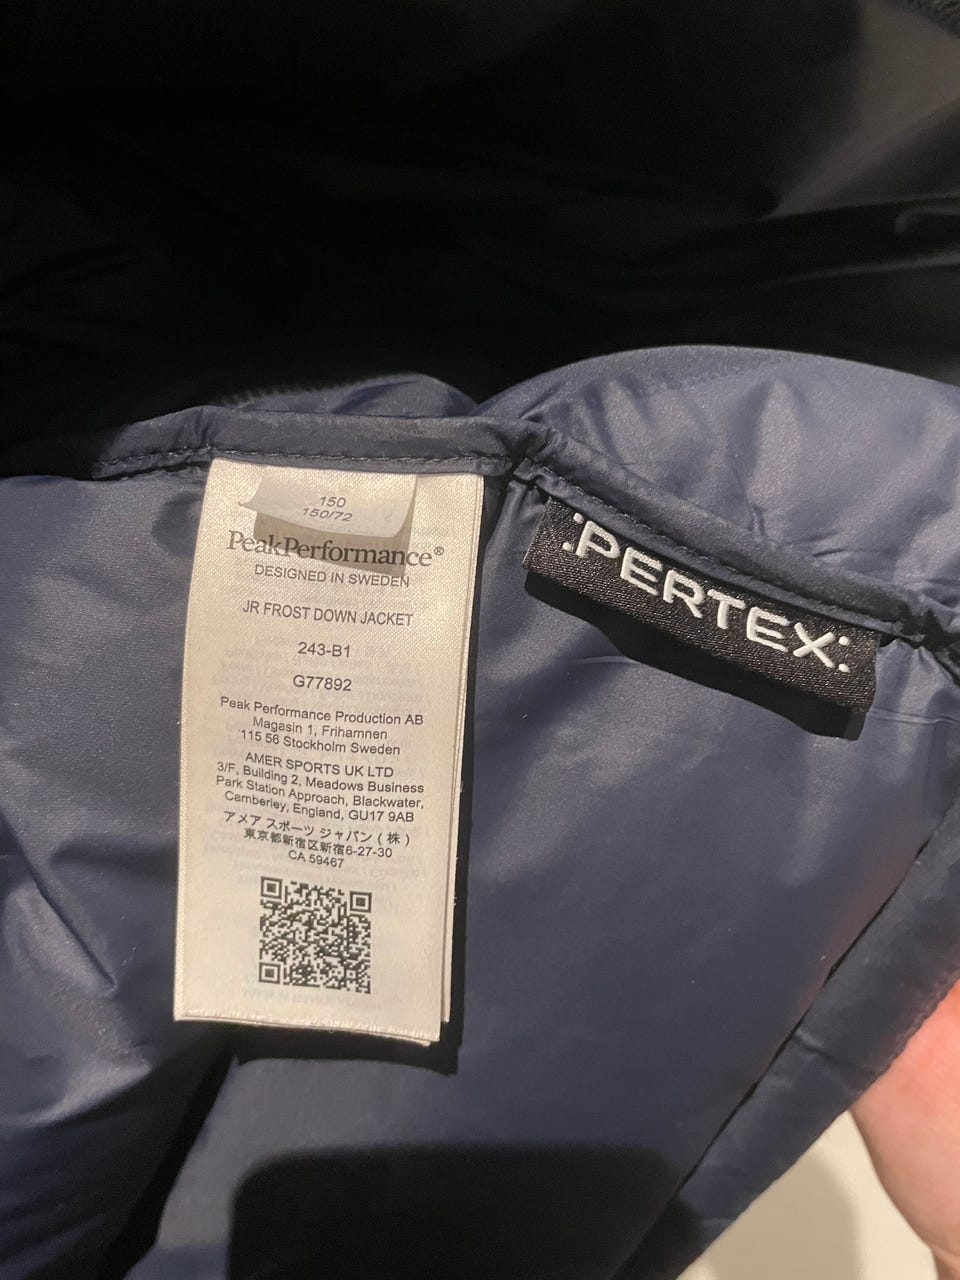 150
150/72
PeakPerformance®
DESIGNED IN SWEDEN
JR FROST DOWN JACKET
243-B1
G77892
Peak Performance Production AB
Magasin 1, Frihamnen
115 56 Stockholm Sweden
AMER SPORTS UK LTD
3/F, Building 2, Meadows Business
Park Station Approach, Blackwater,
Camberley, England, GU17 9AB
アメア スポーツ ジャパン ( 株 )
東京都新宿区新宿6-27-30
CA 59467
PERTEX